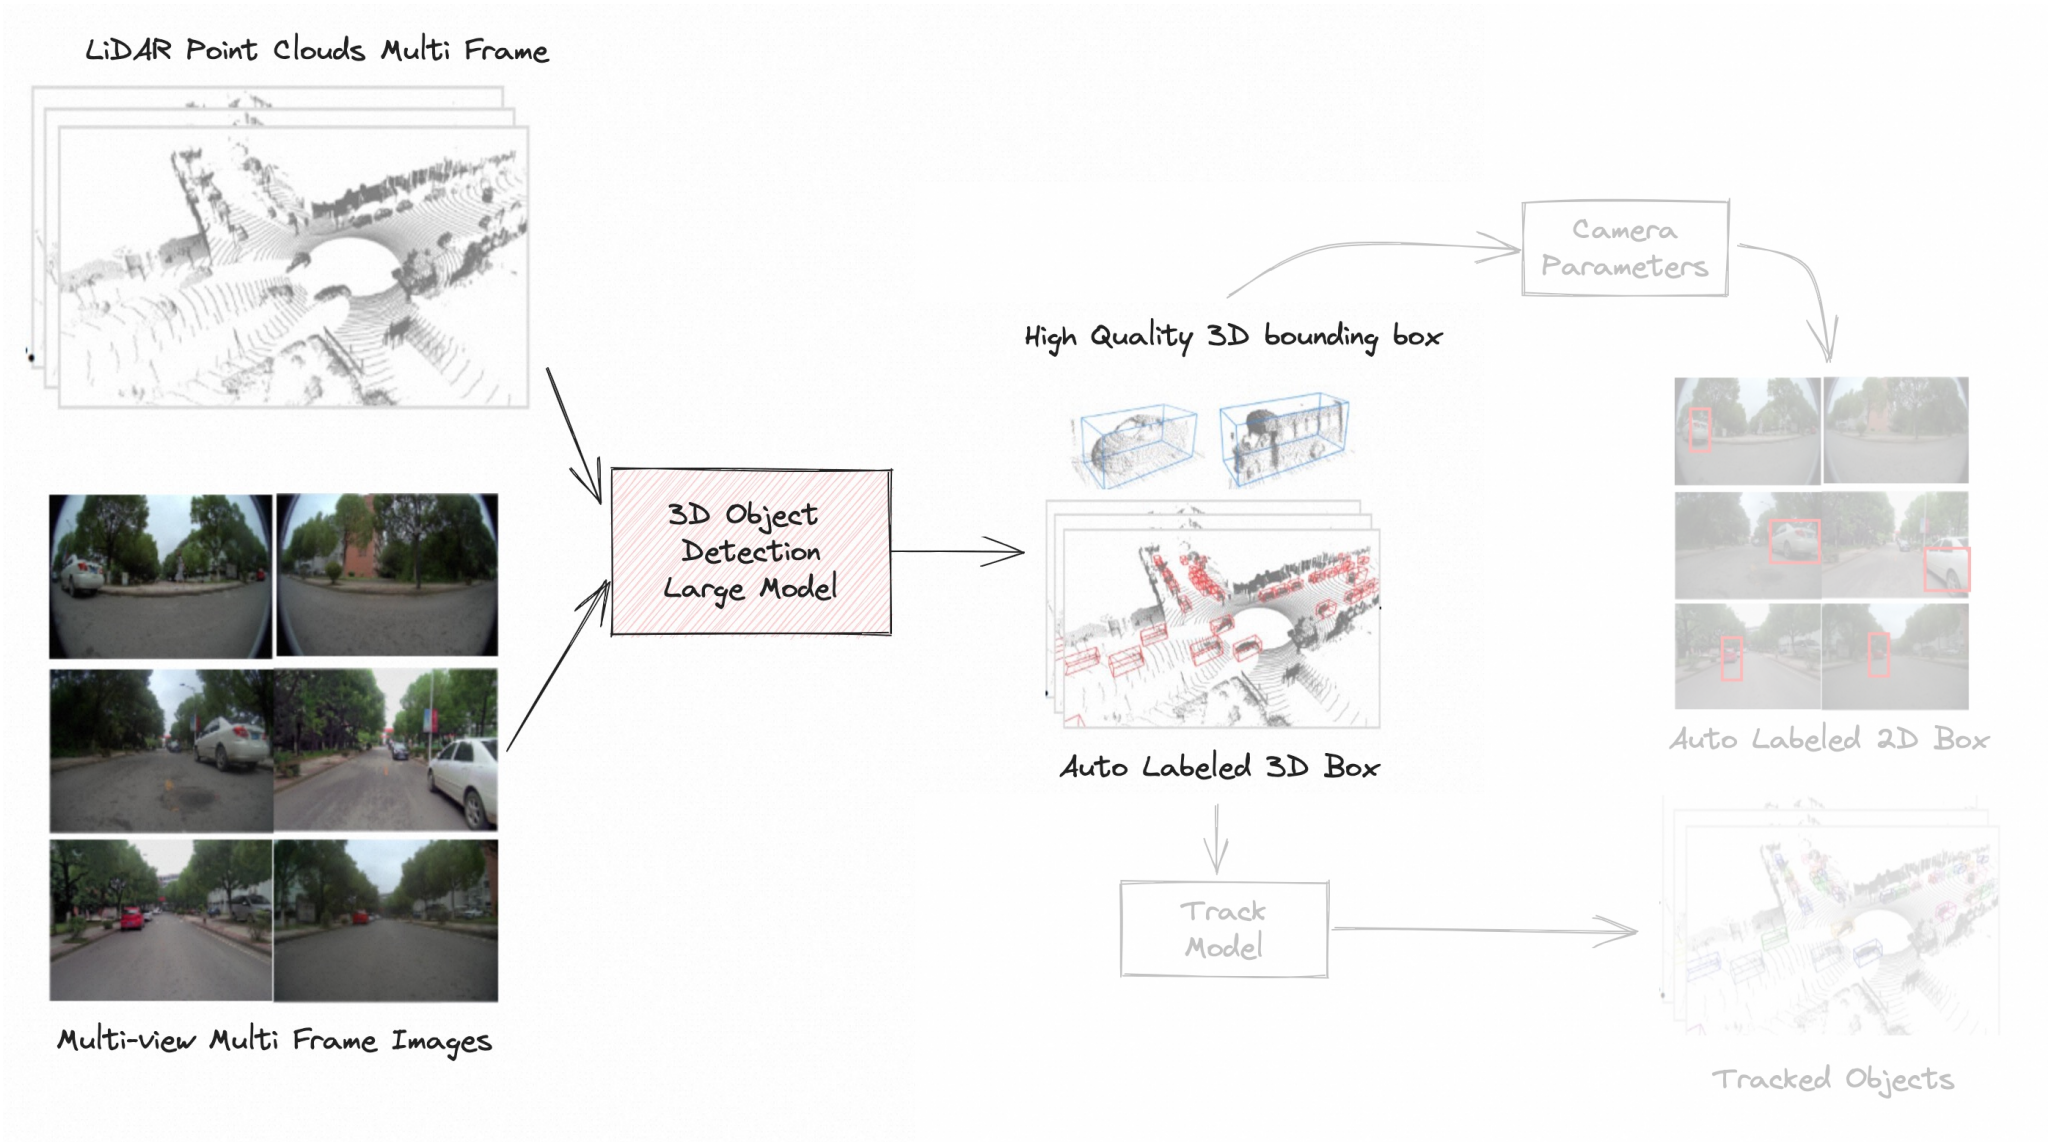 LiDAR Point Clouds Multi Frame
Multi-view Multi Frame Images
3D Object
Detection
Large Model
High Quality 3D bounding box
Auto Labeled 3D Box
Camera
Parameters
Auto Labeled 2D Box
Track
Model
Tracked Objects